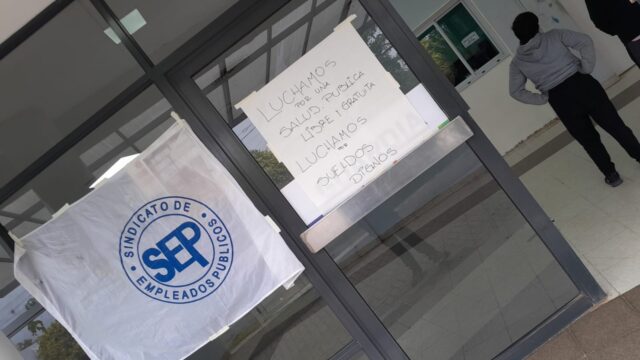 LUCHAMOS
POR UNA
SALUD PUBLICA
LIBRE Y GRATUITA
LUCHAMOS
POR
SUELDOS
DIGNOS
SINDICATO DE
SEP
EMPLEADOS PUBLICOS